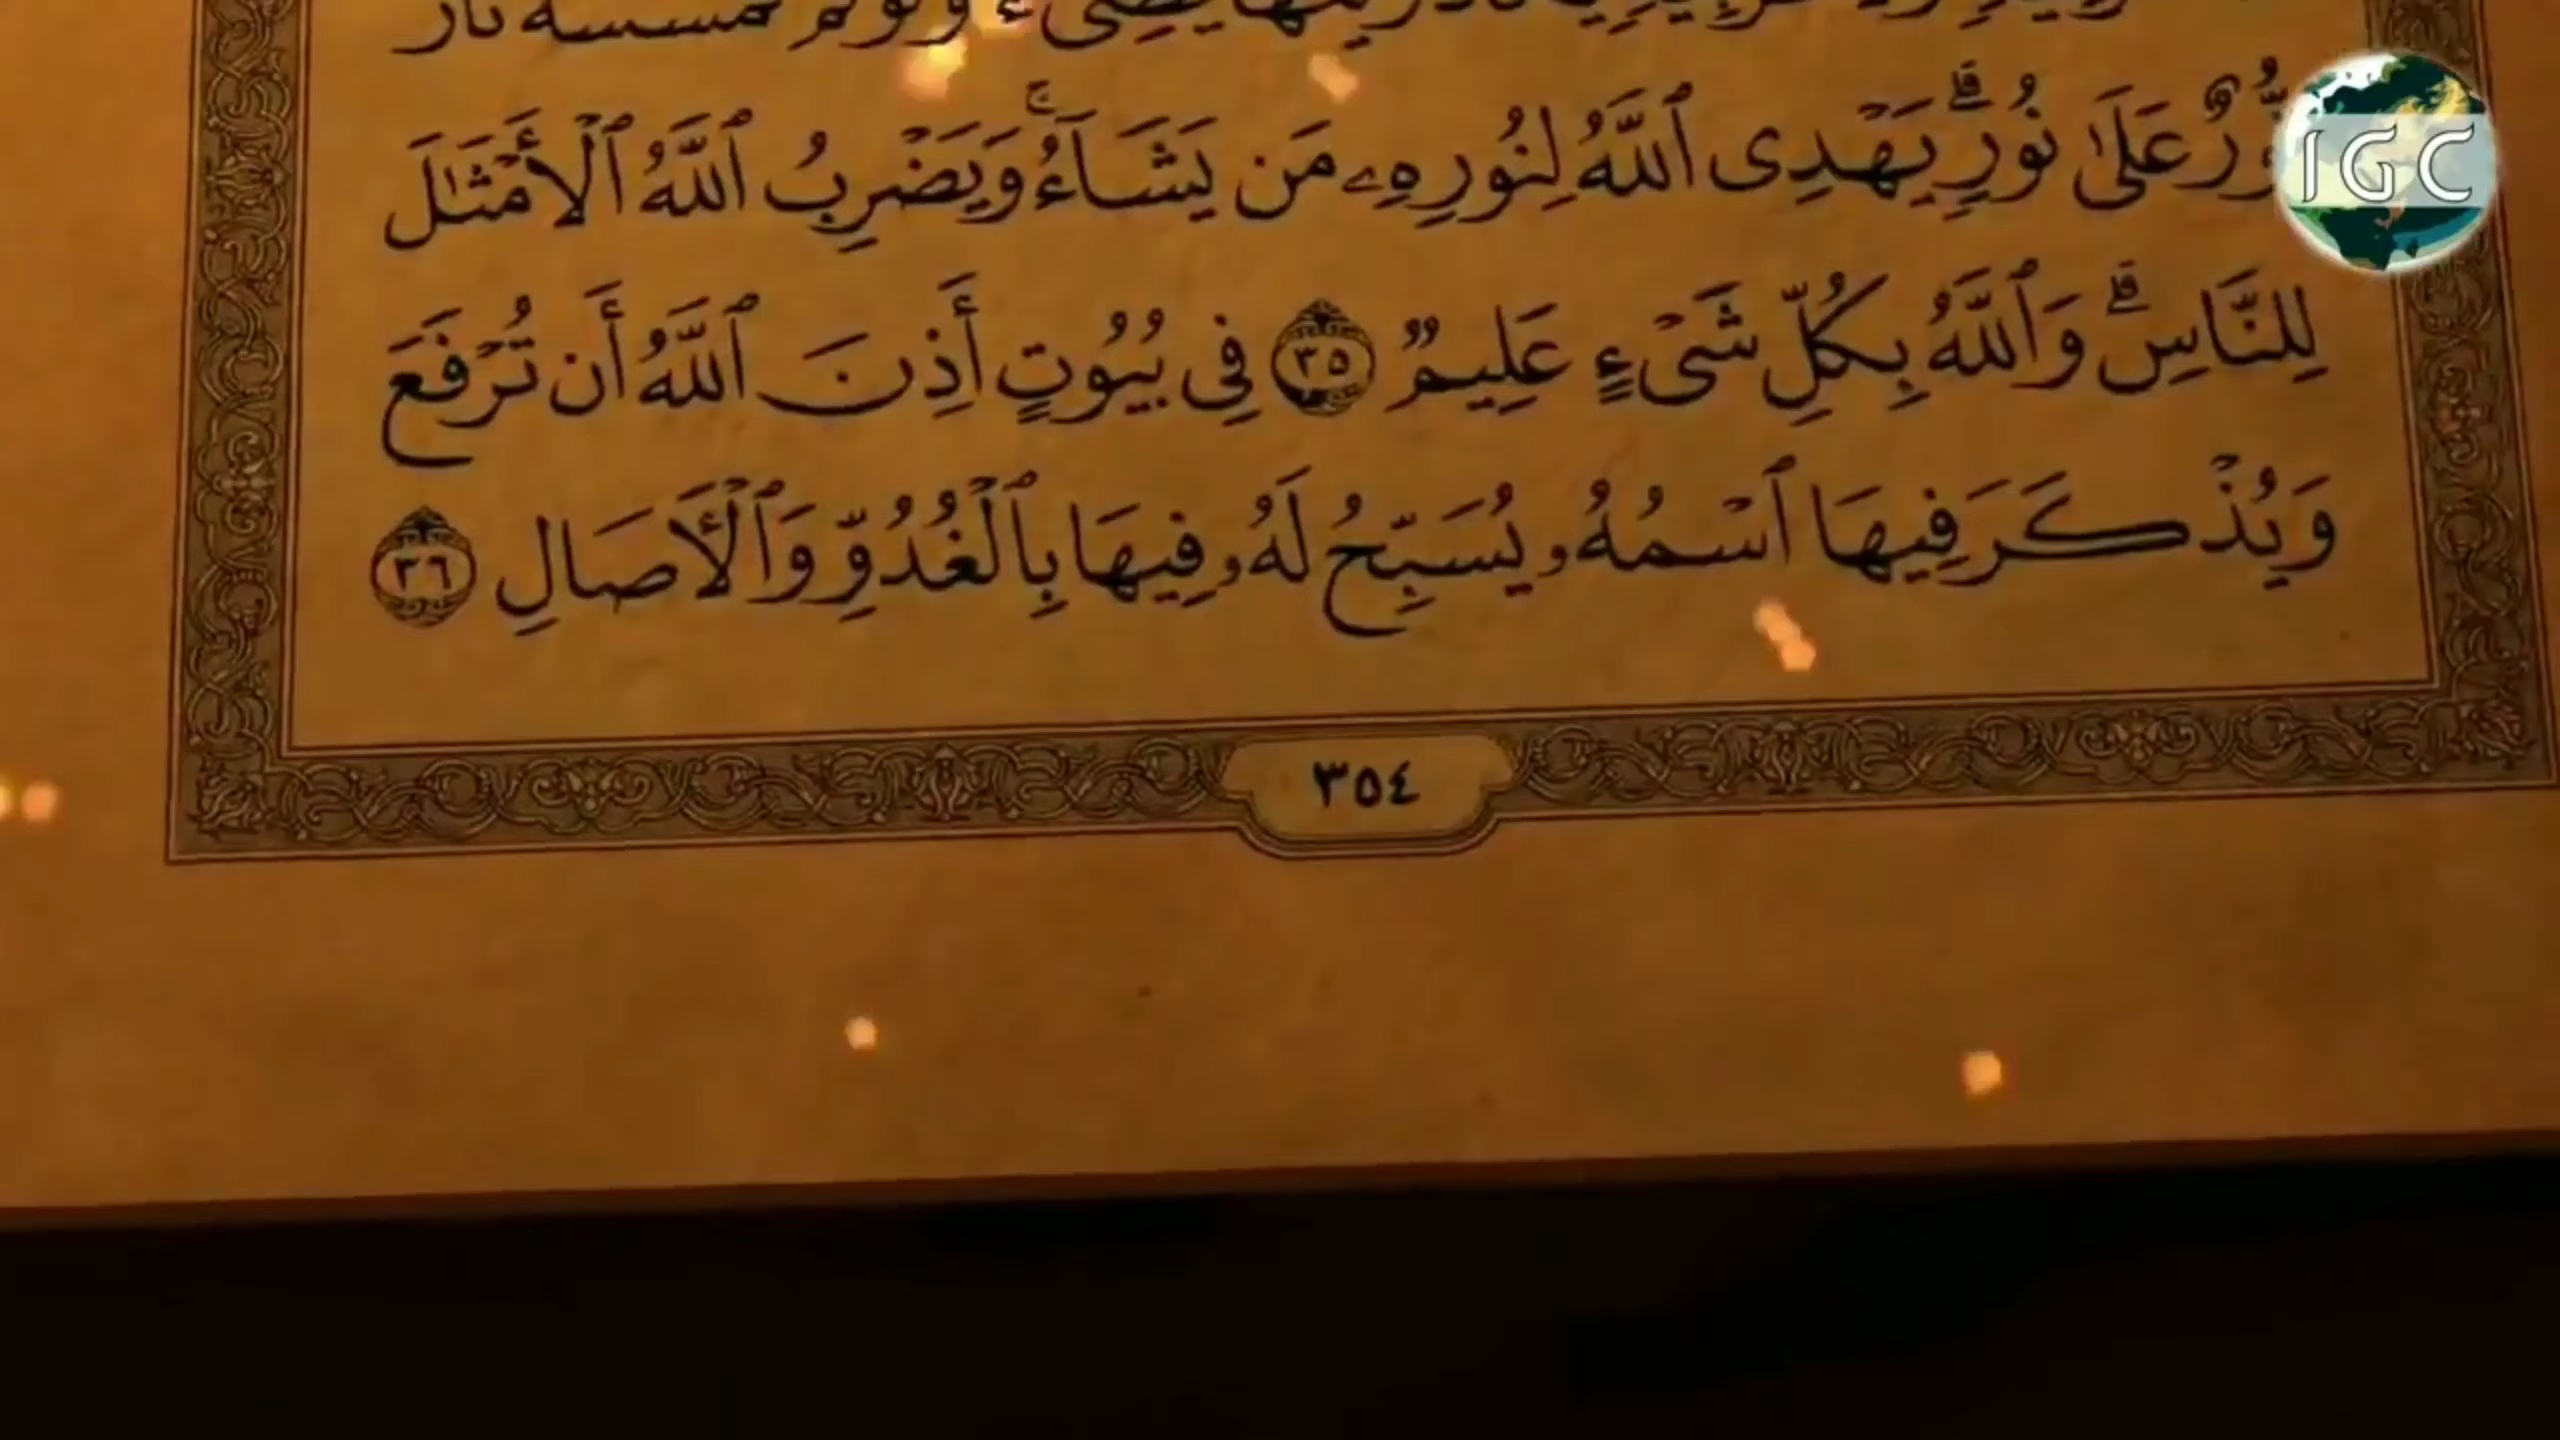 يُضِىٓءُ وَلَوْ لَمْ تَمْسَسْهُ نَارٌ
نُّورٌ عَلَىٰ نُورٍ ۗ يَهْدِى ٱللَّهُ لِنُورِهِۦ مَن يَشَآءُ ۚ وَيَضْرِبُ ٱللَّهُ ٱلْأَمْثَٰلَ
IGC
لِلنَّاسِ ۗ وَٱللَّهُ بِكُلِّ شَىْءٍ عَلِيمٌ ٣٥ فِى بُيُوتٍ أَذِنَ ٱللَّهُ أَن تُرْفَعَ
وَيُذْكَرَ فِيهَا ٱسْمُهُۥ يُسَبِّحُ لَهُۥ فِيهَا بِٱلْغُدُوِّ وَٱلْءَاصَالِ ٣٦
٣٥٤